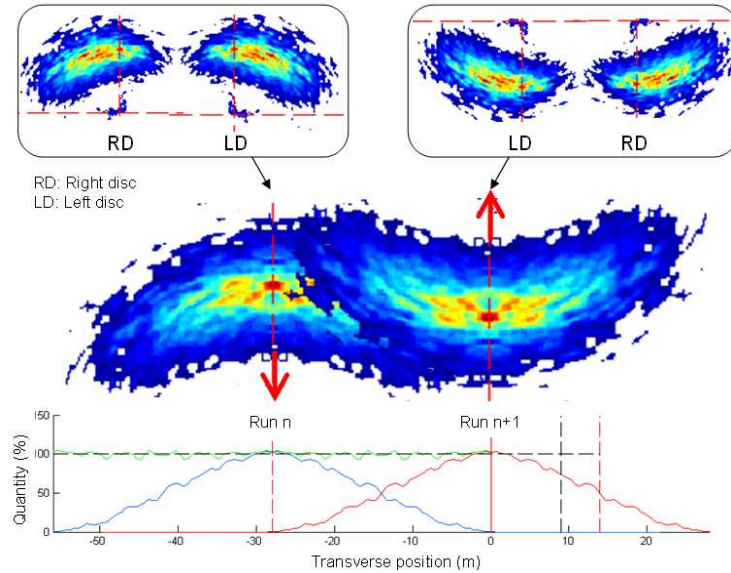 RD LD
LD RD
RD: Right disc
LD: Left disc
Run n
Run n+1
Quantity (%)
150
100
50
0
-50 -40 -30 -20 -10 0 10 20
Transverse position (m)